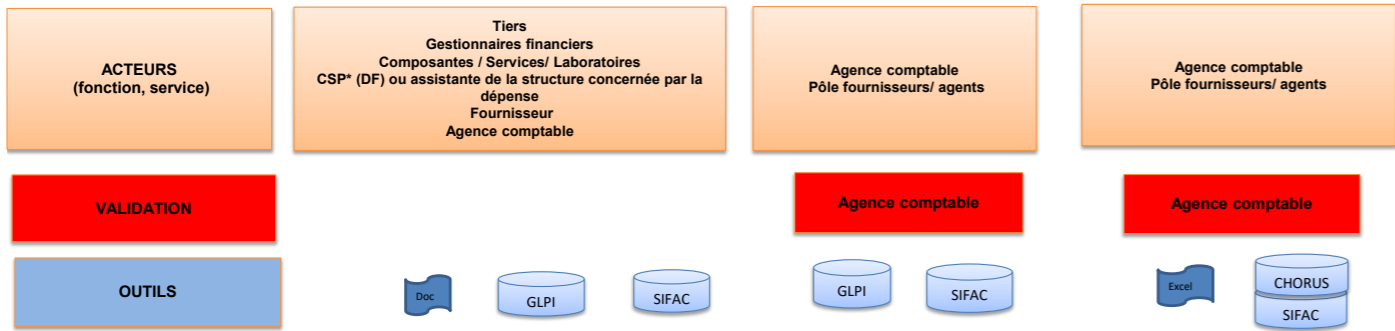 ACTEURS
(fonction, service)
Tiers
Gestionnaires financiers
Composantes / Services/ Laboratoires
CSP* (DF) ou assistante de la structure concernée par la
dépense
Fournisseur
Agence comptable
Agence comptable
Pôle fournisseurs/ agents
Agence comptable
Pôle fournisseurs/ agents
VALIDATION
Agence comptable
Agence comptable
OUTILS
Doc
GLPI
SIFAC
GLPI
SIFAC
Excel
CHORUS
SIFAC